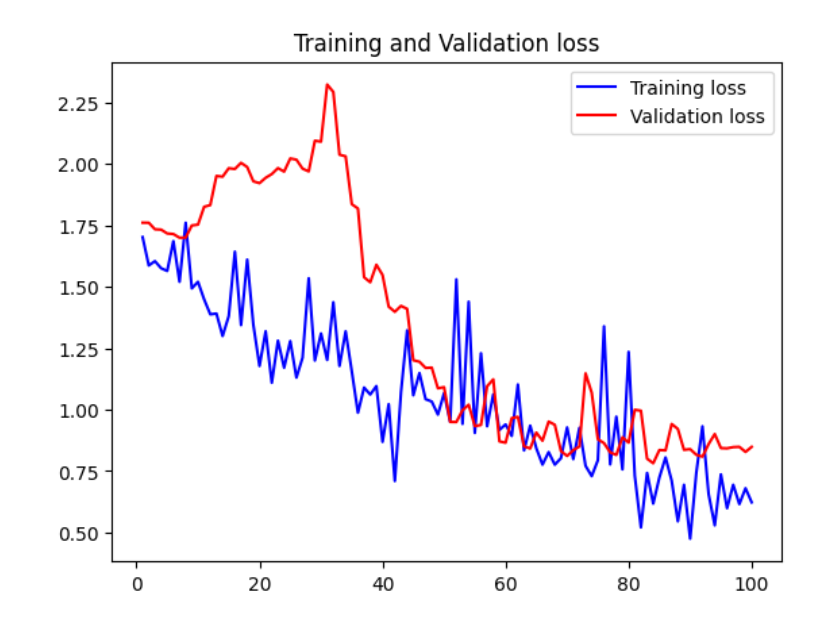 Training and Validation loss
Training loss
Validation loss
2.25
2.00
1.75
1.50
1.25
1.00
0.75
0.50
0 20 40 60 80 100